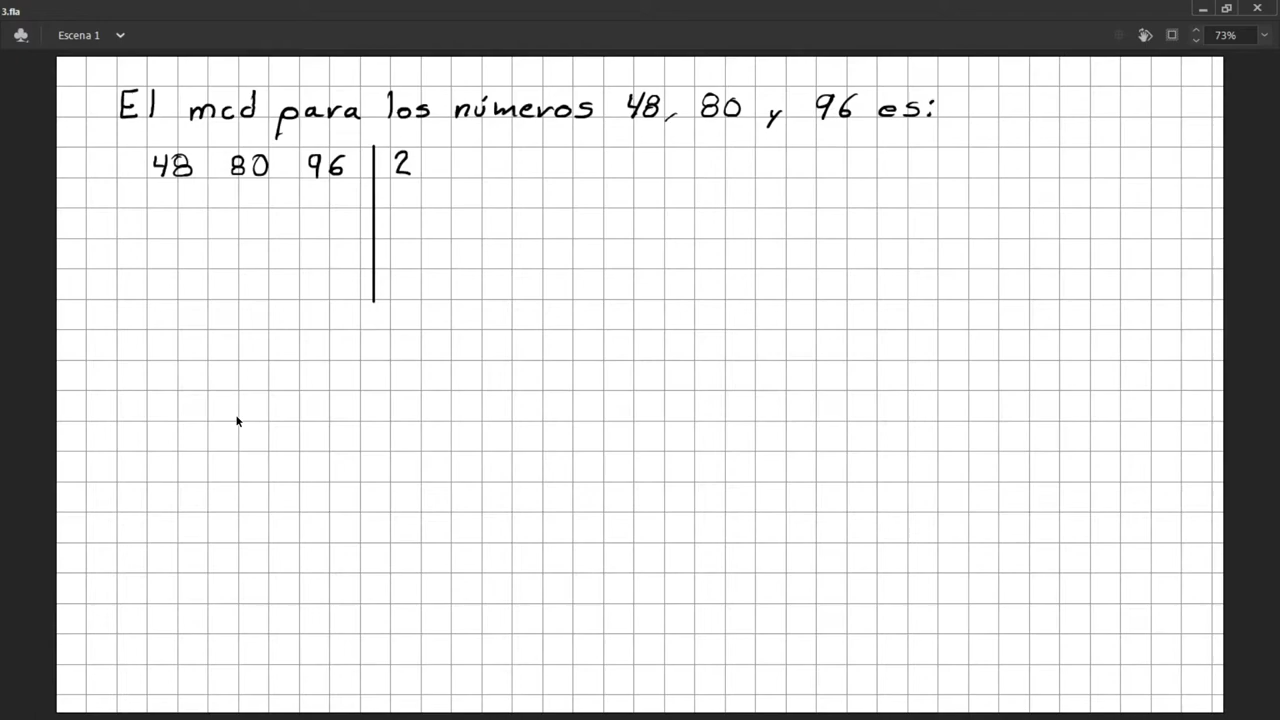 3.fla
Escena 1
73%
El mcd para los números 48, 80 y 96 es:
48 80 96 | 2